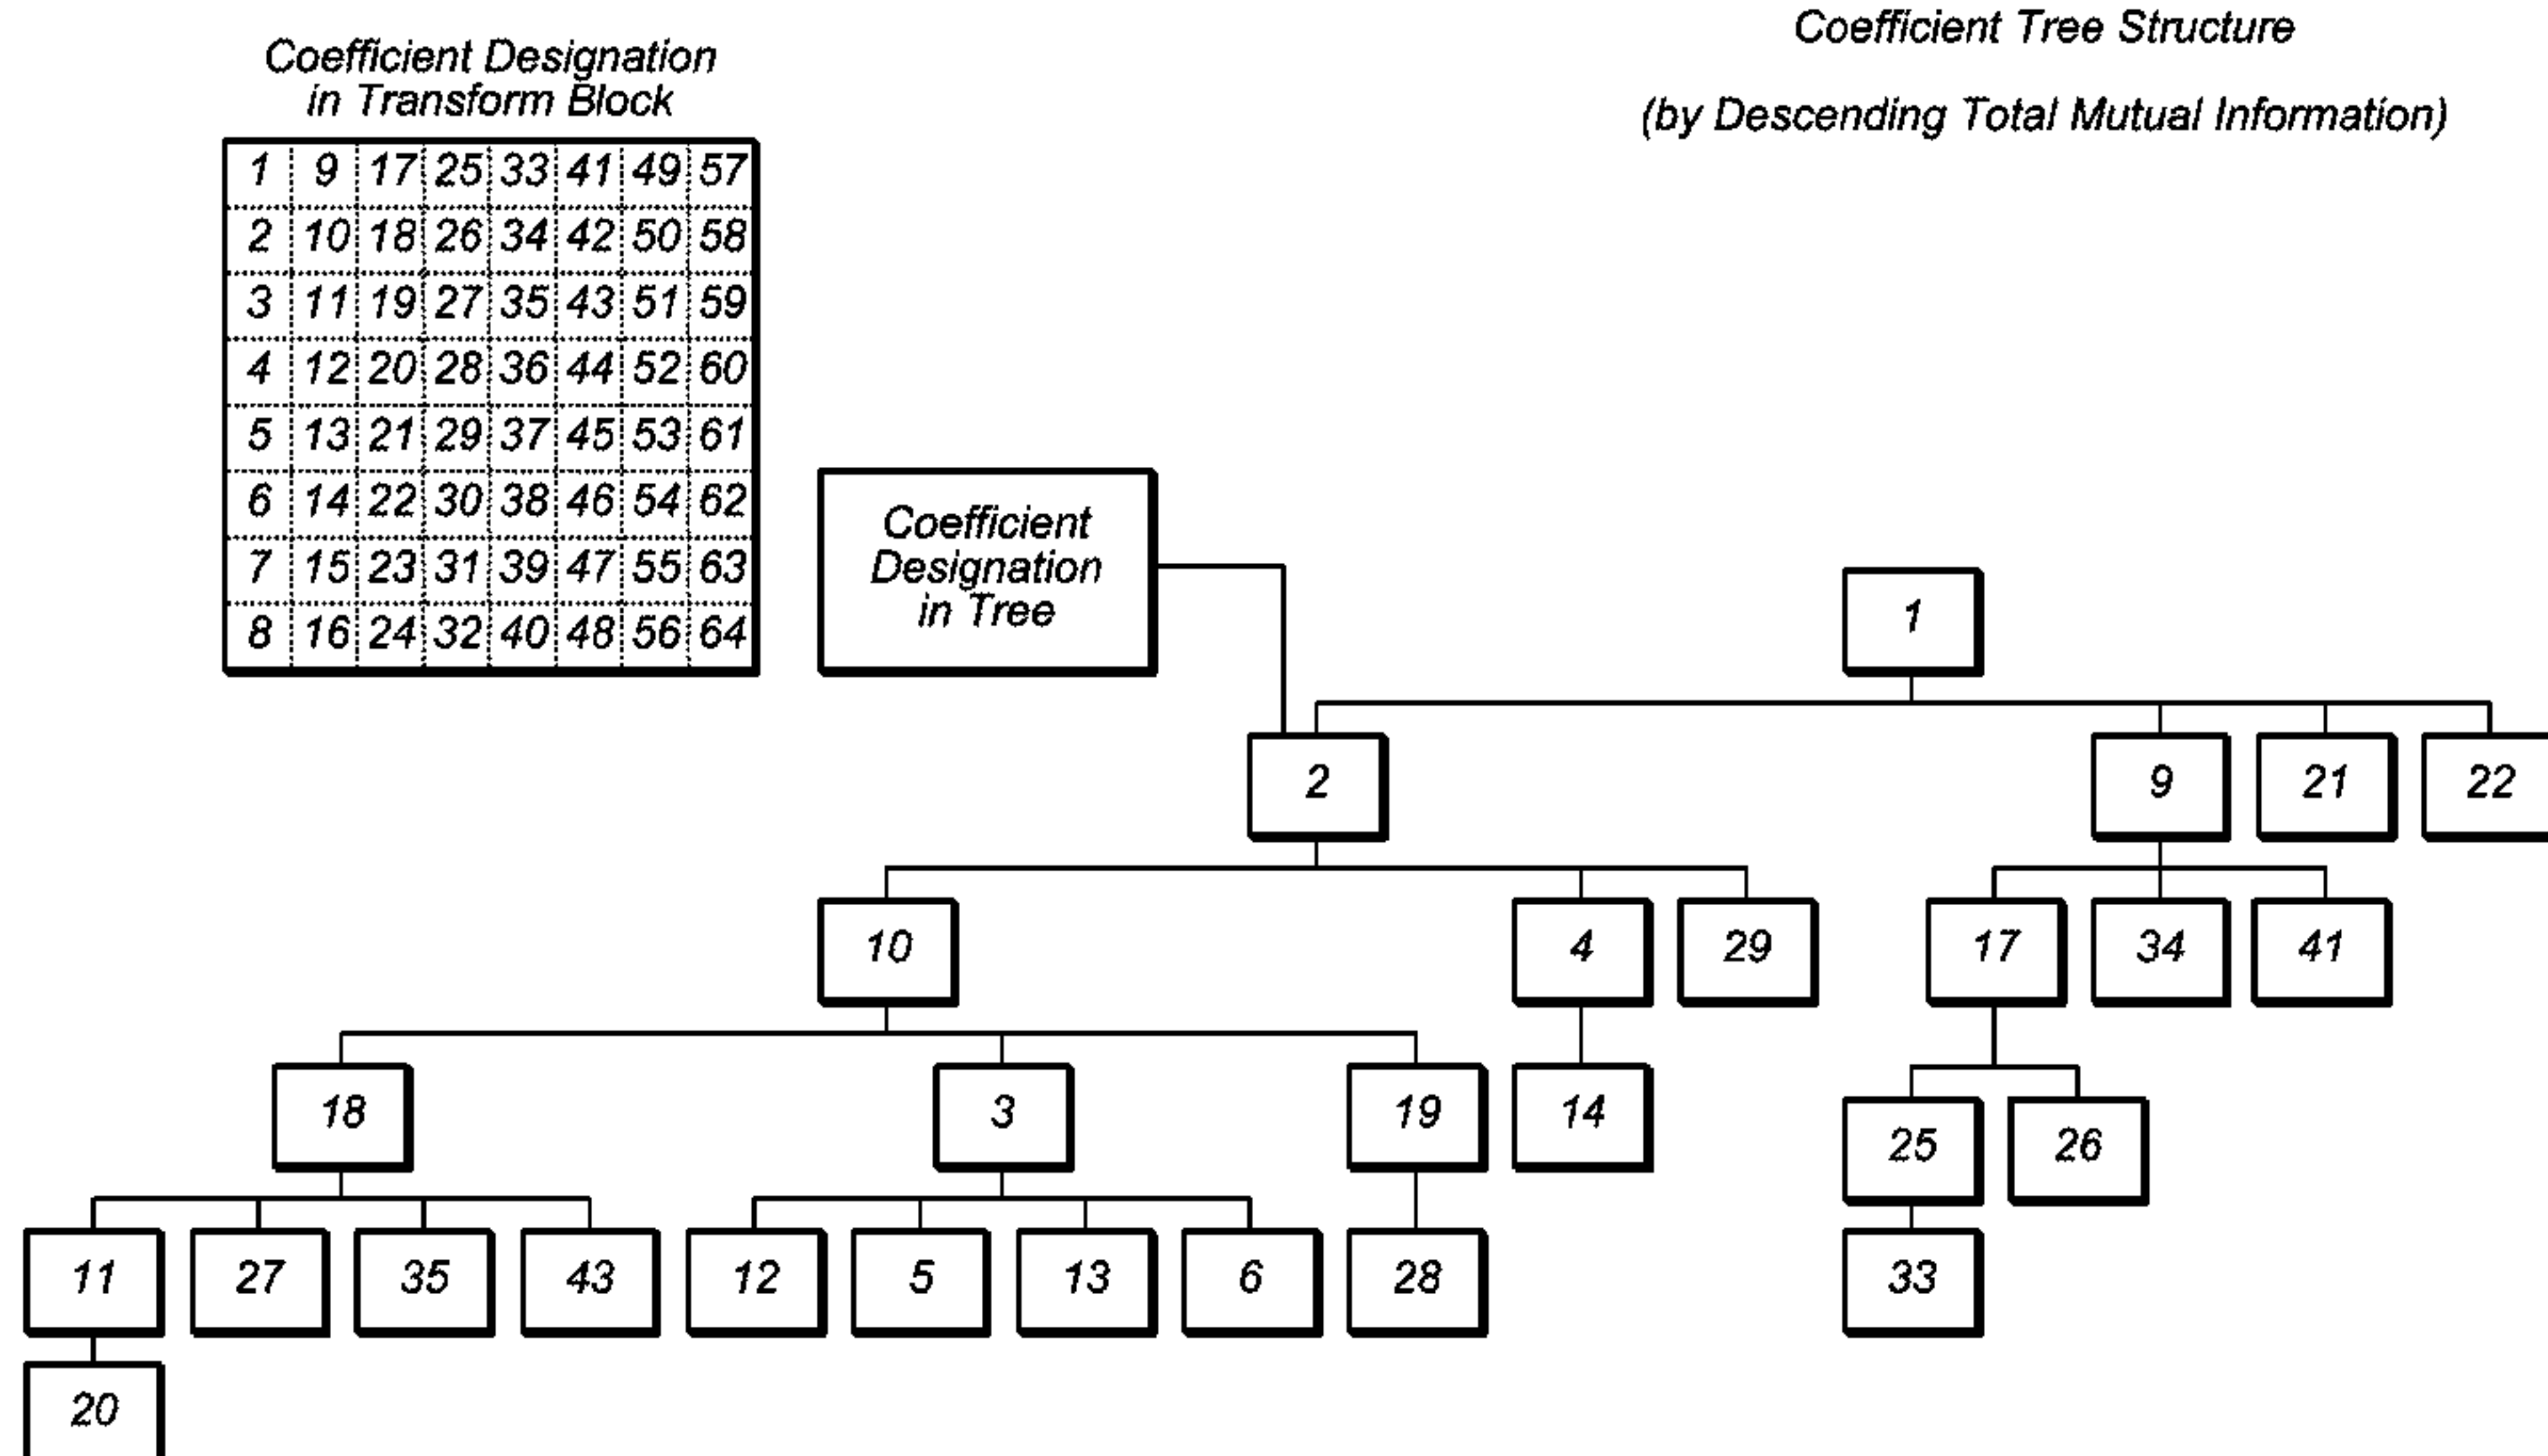 Coefficient Tree Structure
(by Descending Total Mutual Information)
Coefficient Designation
in Transform Block
1 9 17 25 33 41 49 57
2 10 18 26 34 42 50 58
3 11 19 27 35 43 51 59
4 12 20 28 36 44 52 60
5 13 21 29 37 45 53 61
6 14 22 30 38 46 54 62
7 15 23 31 39 47 55 63
8 16 24 32 40 48 56 64
Coefficient
Designation
in Tree
1
2 9 21 22
10 4 29 17 34 41
18 3 19 14
25 26
11 27 35 43 12 5 13 6 28 33
20